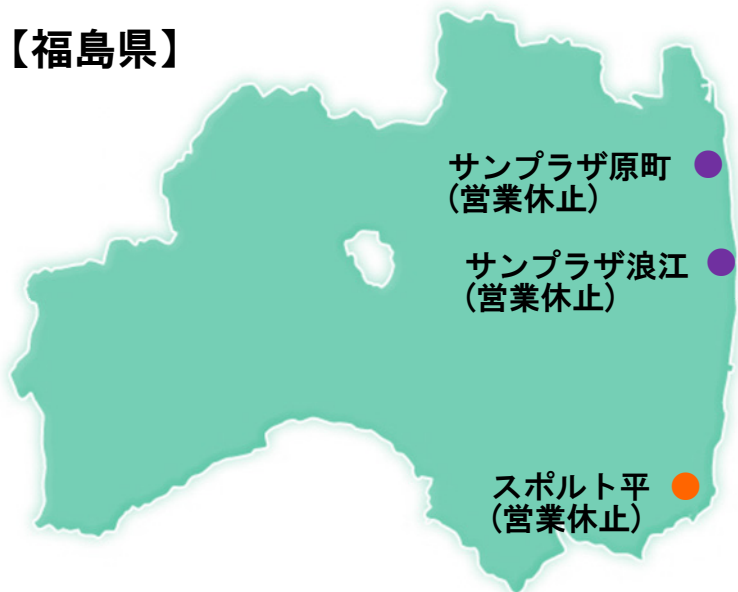 【福島県】
サンプラザ原町
(営業休止)
サンプラザ浪江
(営業休止)
スポルト平
(営業休止)